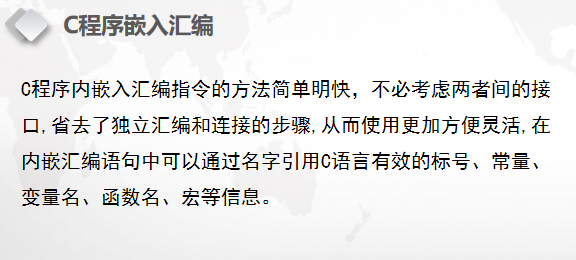 C程序嵌入汇编
C程序内嵌入汇编指令的方法简单明快，不必考虑两者间的接
口,省去了独立汇编和连接的步骤,从而使用更加方便灵活,在
内嵌汇编语句中可以通过名字引用C语言有效的标号、常量、
变量名、函数名、宏等信息。